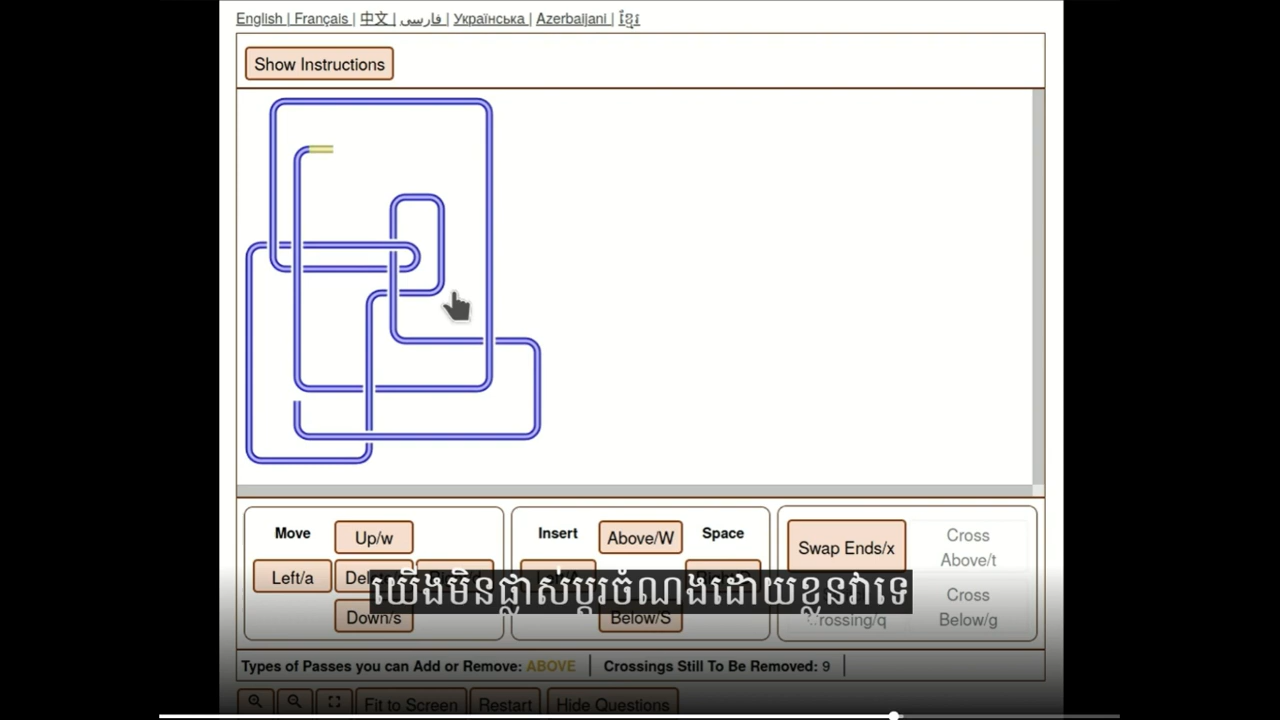 English | Français | 中文 | فارسی | Українська | Azerbaijani | ខ្មែរ
Show Instructions
Move
Up/w
Left/a
Down/s
Insert
Above/W
Space
Below/S
Swap Ends/x
Cross
Above/t
Cross
Below/g
យើងមិនផ្លាស់ប្តូរចំណងដោយខ្លួនវាទេ
Types of Passes you can Add or Remove: ABOVE | Crossings Still To Be Removed: 9 |
Fit to Screen
Restart
Hide Questions